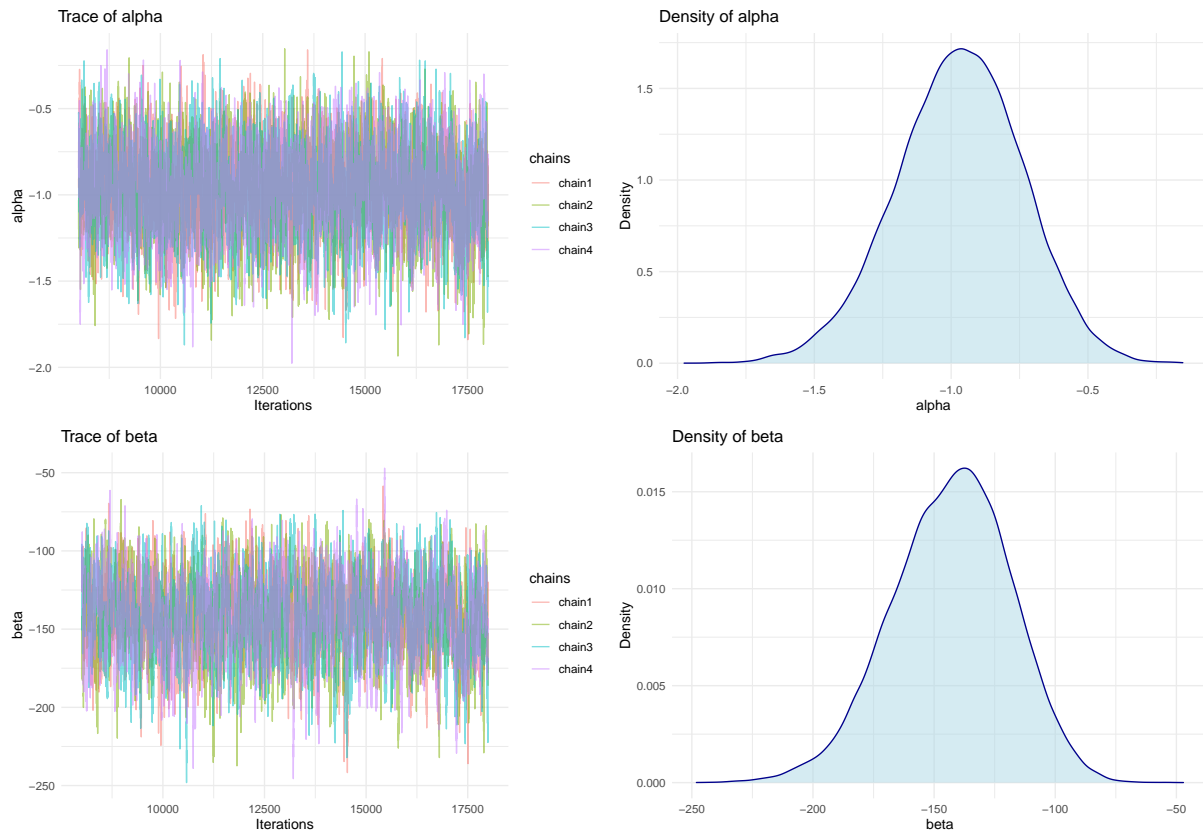 Trace of alpha
−0.5
−1.0
−1.5
−2.0
alpha
10000 12500 15000 17500
Iterations
chains
chain1
chain2
chain3
chain4
Density of alpha
1.5
1.0
0.5
0.0
Density
−2.0 −1.5 −1.0 −0.5
alpha
Trace of beta
−50
−100
−150
−200
−250
beta
10000 12500 15000 17500
Iterations
chains
chain1
chain2
chain3
chain4
Density of beta
0.015
0.010
0.005
0.000
Density
−250 −200 −150 −100 −50
beta